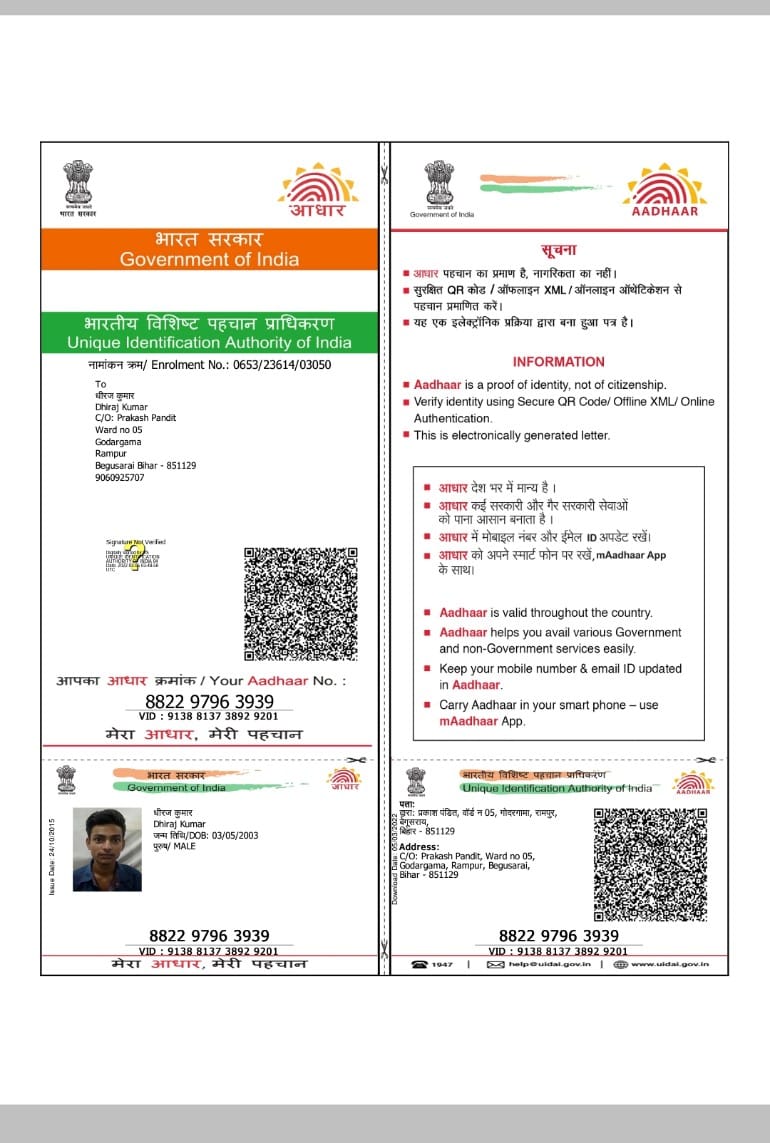 सत्यमेव जयते
भारत सरकार
आधार
भारत सरकार
Government of India
भारतीय विशिष्ट पहचान प्राधिकरण
Unique Identification Authority of India
नामांकन क्रम/ Enrolment No.: 0653/23614/03050
To
धीरज कुमार
Dhiraj Kumar
C/O: Prakash Pandit
Ward no 05
Godargama
Rampur
Begusarai Bihar - 851129
9060925707
Signature Not Verified
?
आपका आधार क्रमांक / Your Aadhaar No. :
8822 9796 3939
VID : 9138 8137 3892 9201
मेरा आधार, मेरी पहचान
सत्यमेव जयते
Government of India
AADHAAR
सूचना
आधार पहचान का प्रमाण है, नागरिकता का नहीं।
सुरक्षित QR कोड / ऑफलाइन XML / ऑनलाइन ऑथेंटिकेशन से
पहचान प्रमाणित करें।
यह एक इलेक्ट्रॉनिक प्रक्रिया द्वारा बना हुआ पत्र है।
INFORMATION
Aadhaar is a proof of identity, not of citizenship.
Verify identity using Secure QR Code/ Offline XML/ Online
Authentication.
This is electronically generated letter.
आधार देश भर में मान्य है ।
आधार कई सरकारी और गैर सरकारी सेवाओं
को पाना आसान बनाता है ।
आधार में मोबाइल नंबर और ईमेल ID अपडेट रखें।
आधार को अपने स्मार्ट फोन पर रखें, mAadhaar App
के साथ।
Aadhaar is valid throughout the country.
Aadhaar helps you avail various Government
and non-Government services easily.
Keep your mobile number & email ID updated
in Aadhaar.
Carry Aadhaar in your smart phone – use
mAadhaar App.
भारत सरकार
Government of India
आधार
Issue Date: 24/10/2015
धीरज कुमार
Dhiraj Kumar
जन्म तिथि/DOB: 03/05/2003
पुरुष/ MALE
8822 9796 3939
VID : 9138 8137 3892 9201
मेरा आधार, मेरी पहचान
भारतीय विशिष्ट पहचान प्राधिकरण
Unique Identification Authority of India
AADHAAR
Download Date: 05/03/2022
पता:
द्वारा: प्रकाश पंडित, वॉर्ड न 05, गोदरगामा, रामपुर,
बेगूसराय,
बिहार - 851129
Address:
C/O: Prakash Pandit, Ward no 05,
Godargama, Rampur, Begusarai,
Bihar - 851129
8822 9796 3939
VID : 9138 8137 3892 9201
1947 | help@uidai.gov.in | www.uidai.gov.in